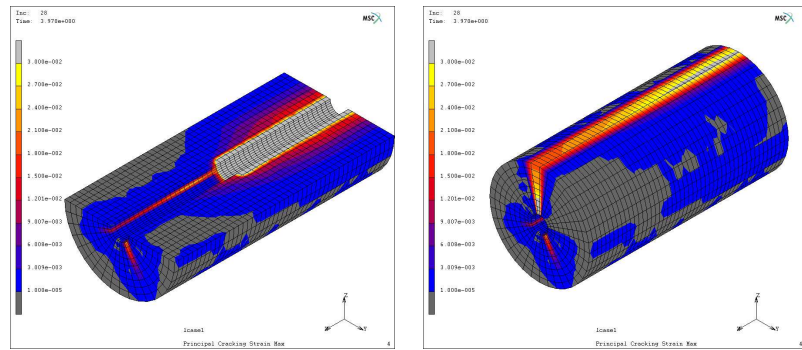 Inc: 28
Time: 3.978e+000
MSC
3.000e-002
2.700e-002
2.400e-002
2.100e-002
1.800e-002
1.500e-002
1.201e-002
9.007e-003
6.008e-003
3.009e-003
1.000e-005
Z
X Y
lcase1
Principal Cracking Strain Max
4
Inc: 28
Time: 3.978e+000
MSC
3.000e-002
2.700e-002
2.400e-002
2.100e-002
1.800e-002
1.500e-002
1.201e-002
9.007e-003
6.008e-003
3.009e-003
1.000e-005
Z
X Y
lcase1
Principal Cracking Strain Max
4